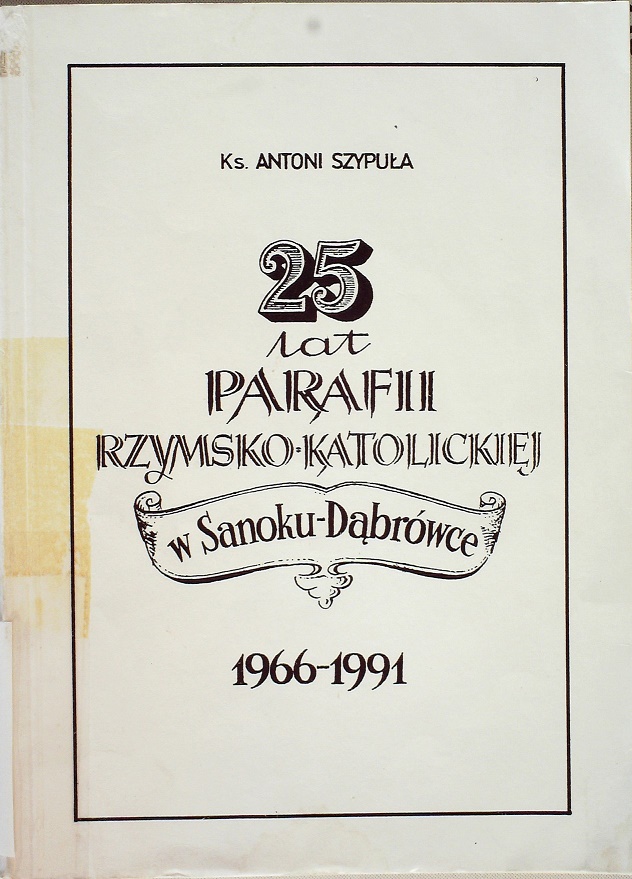 Ks. ANTONI SZYPUŁA
25
lat
PARAFII
RZYMSKO-KATOLICKIEJ
w Sanoku-Dąbrówce
1966-1991